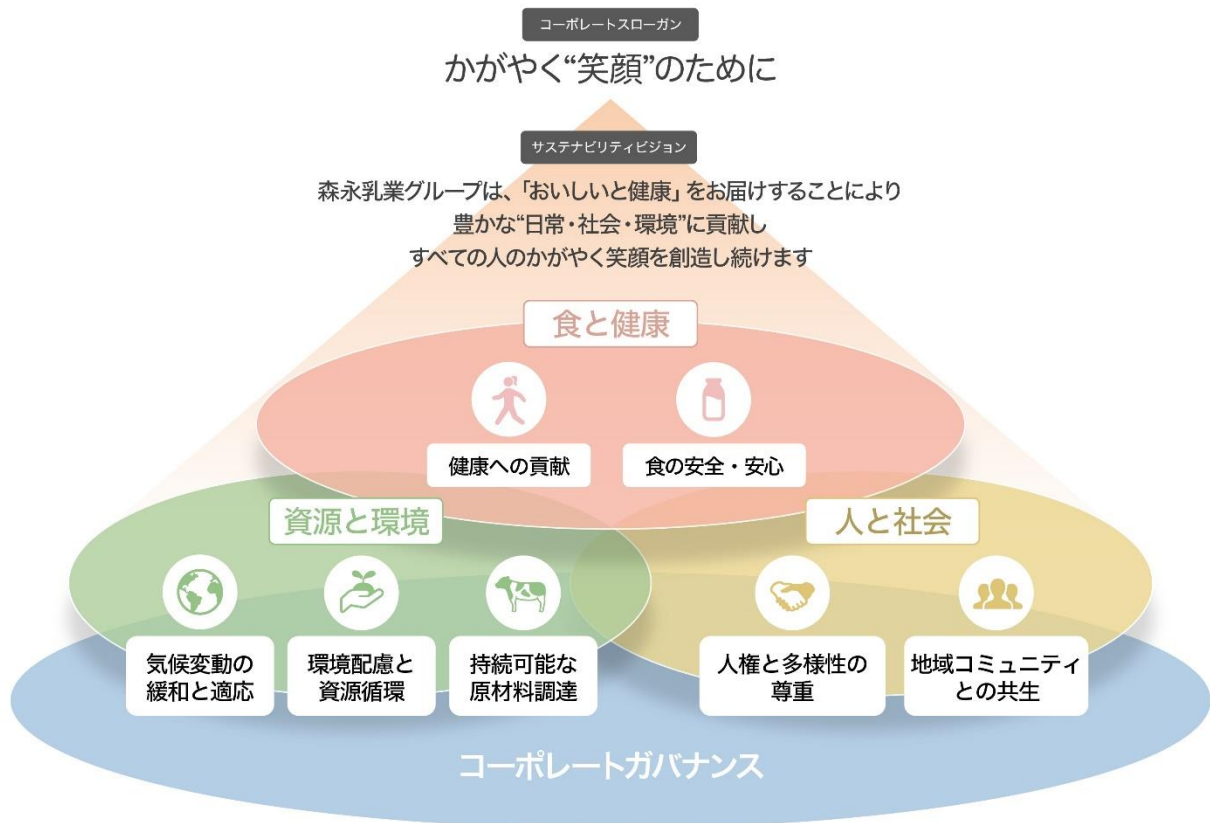 コーポレートスローガン
かがやく“笑顔”のために
サステナビリティビジョン
森永乳業グループは、「おいしいと健康」をお届けすることにより
豊かな“日常・社会・環境”に貢献し
すべての人のかがやく笑顔を創造し続けます
食と健康
健康への貢献
食の安全・安心
資源と環境
気候変動の
緩和と適応
環境配慮と
資源循環
持続可能な
原材料調達
人と社会
人権と多様性の
尊重
地域コミュニティ
との共生
コーポレートガバナンス